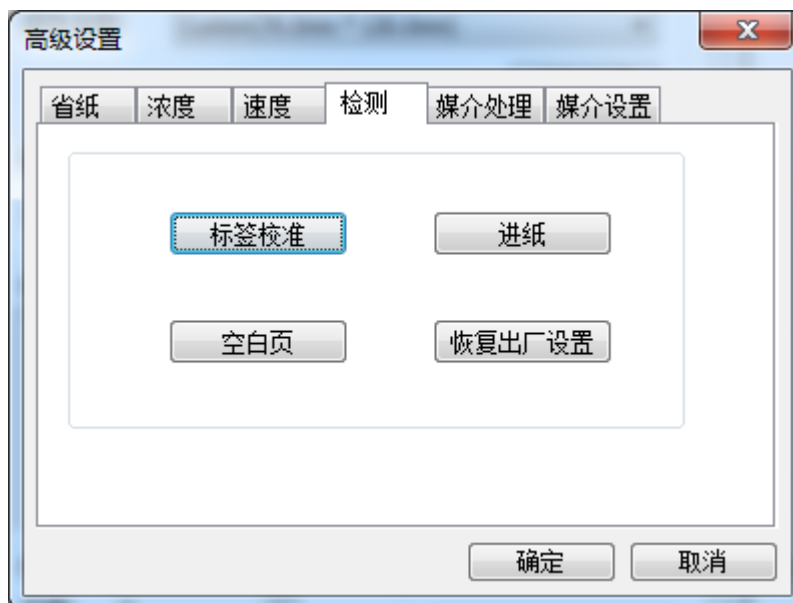 高级设置
省纸 浓度 速度 检测 媒介处理 媒介设置
标签校准 进纸
空白页 恢复出厂设置
确定 取消